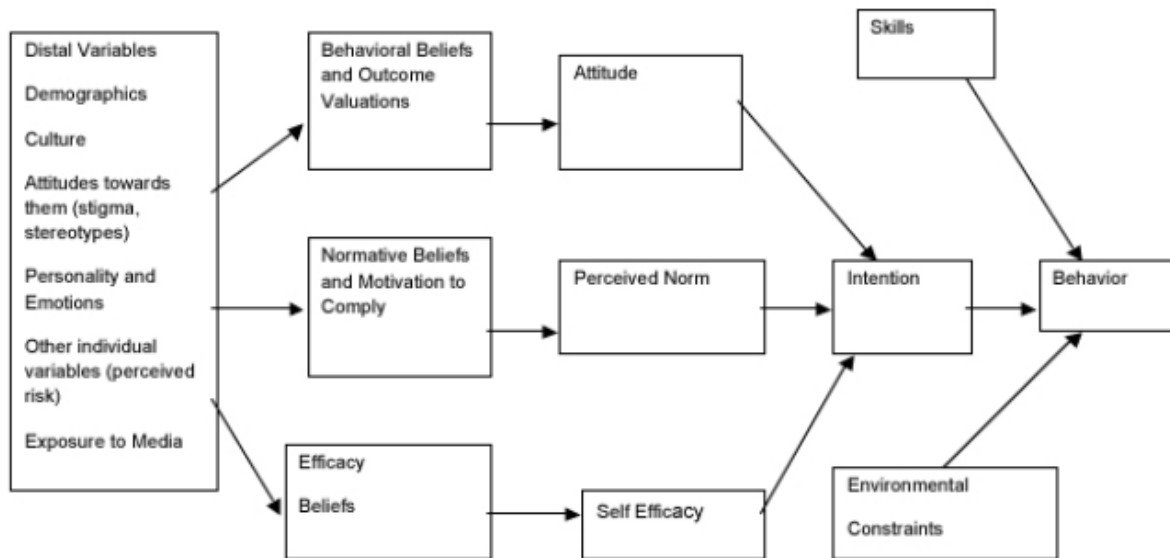 Distal Variables
Demographics
Culture
Attitudes towards
them (stigma,
stereotypes)
Personality and
Emotions
Other individual
variables (perceived
risk)
Exposure to Media
Behavioral Beliefs
and Outcome
Valuations
Normative Beliefs
and Motivation to
Comply
Efficacy
Beliefs
Attitude
Perceived Norm
Self Efficacy
Intention
Skills
Behavior
Environmental
Constraints